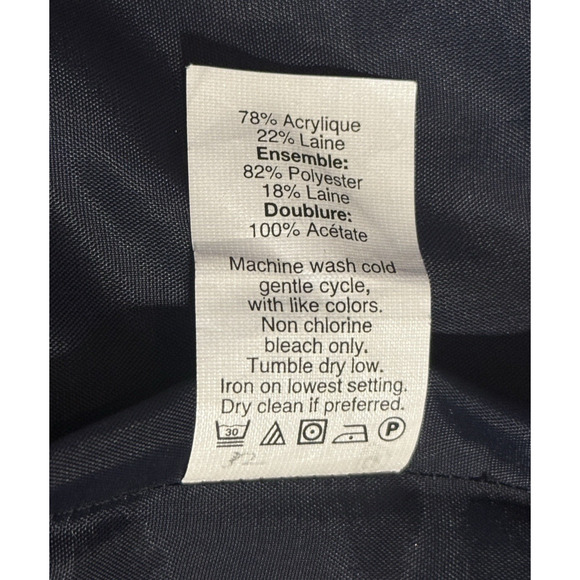 78% Acrylique
22% Laine
Ensemble:
82% Polyester
18% Laine
Doublure:
100% Acétate
Machine wash cold
gentle cycle,
with like colors.
Non chlorine
bleach only.
Tumble dry low.
Iron on lowest setting.
Dry clean if preferred.
30 P